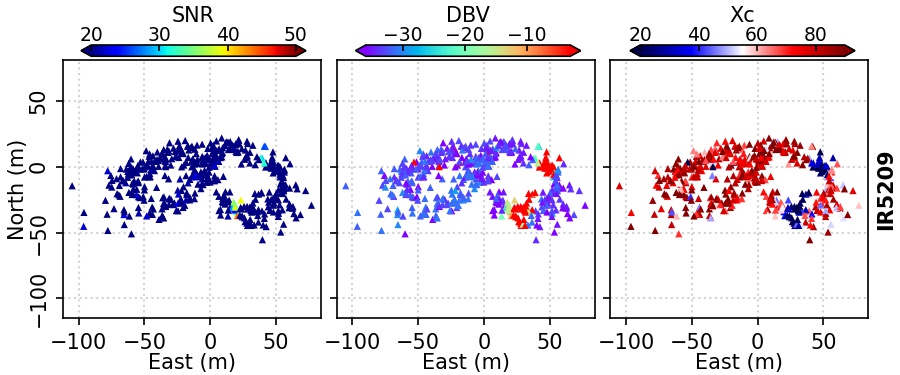 SNR DBV Xc
20 30 40 50 −30 −20 −10 20 40 60 80
50
0
−50
−100
North (m)
−100 −50 0 50 −100 −50 0 50 −100 −50 0 50
East (m) East (m) East (m)
IR5209